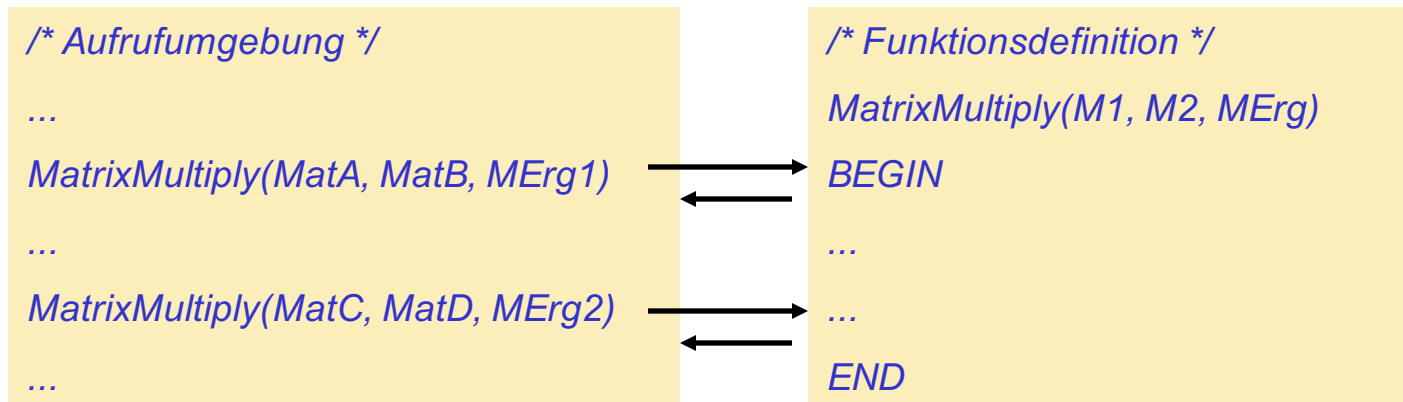 /* Aufrufumgebung */
...
MatrixMultiply(MatA, MatB, MErg1)
...
MatrixMultiply(MatC, MatD, MErg2)
...
/* Funktionsdefinition */
MatrixMultiply(M1, M2, MErg)
BEGIN
...
...
END